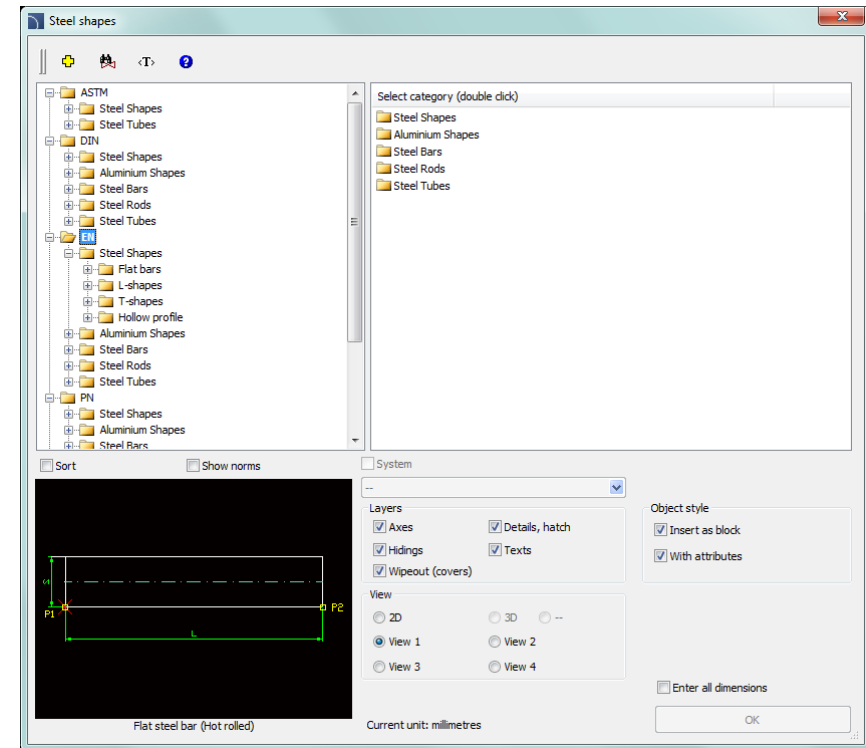 Steel shapes
x
<T> ?
ASTM
Steel Shapes
Steel Tubes
DIN
Steel Shapes
Aluminium Shapes
Steel Bars
Steel Rods
Steel Tubes
EN
Steel Shapes
Flat bars
L-shapes
T-shapes
Hollow profile
Aluminium Shapes
Steel Bars
Steel Rods
Steel Tubes
PN
Steel Shapes
Aluminium Shapes
Steel Bars
Select category (double click)
Steel Shapes
Aluminium Shapes
Steel Bars
Steel Rods
Steel Tubes
Sort
Show norms
System
--
S
P1
P2
L
Flat steel bar (Hot rolled)
Layers
Axes
Details, hatch
Hidings
Texts
Wipeout (covers)
View
2D
3D
--
View 1
View 2
View 3
View 4
Current unit: millimetres
Object style
Insert as block
With attributes
Enter all dimensions
OK